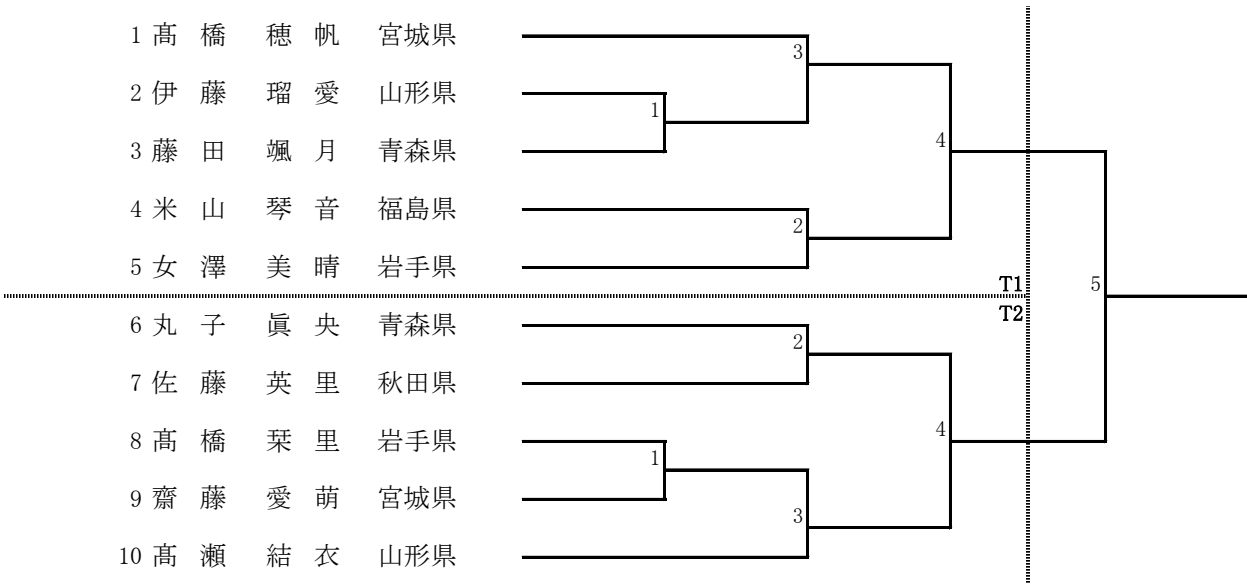 1 髙橋 穂帆 宮城県
3
2 伊藤 瑠愛 山形県
1
3 藤田 颯月 青森県
4
4 米山 琴音 福島県
2
5 女澤 美晴 岩手県
T1 5
T2
6 丸子 眞央 青森県
2
7 佐藤 英里 秋田県
8 髙橋 栞里 岩手県
4
1
9 齋藤 愛萌 宮城県
3
10 髙瀬 結衣 山形県